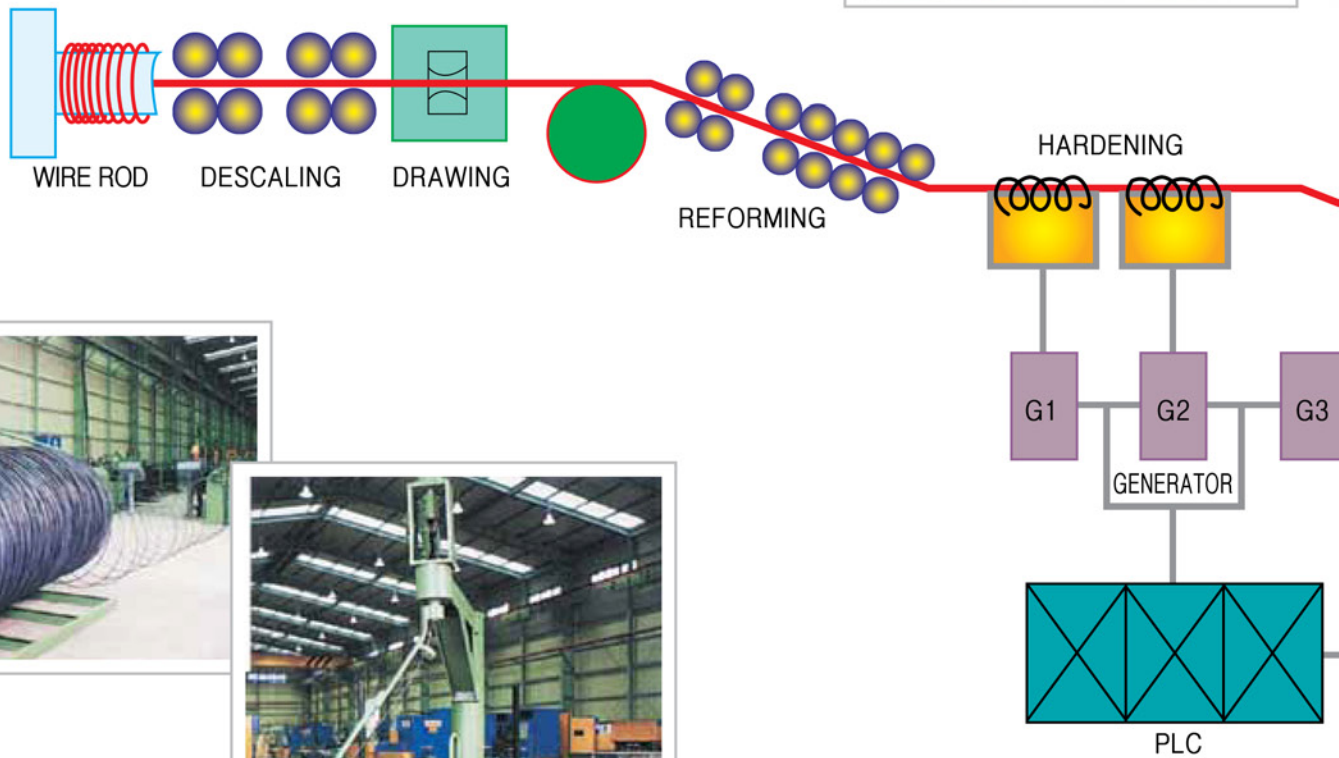 WIRE ROD
DESCALING
DRAWING
REFORMING
HARDENING
G1
G2
G3
GENERATOR
PLC